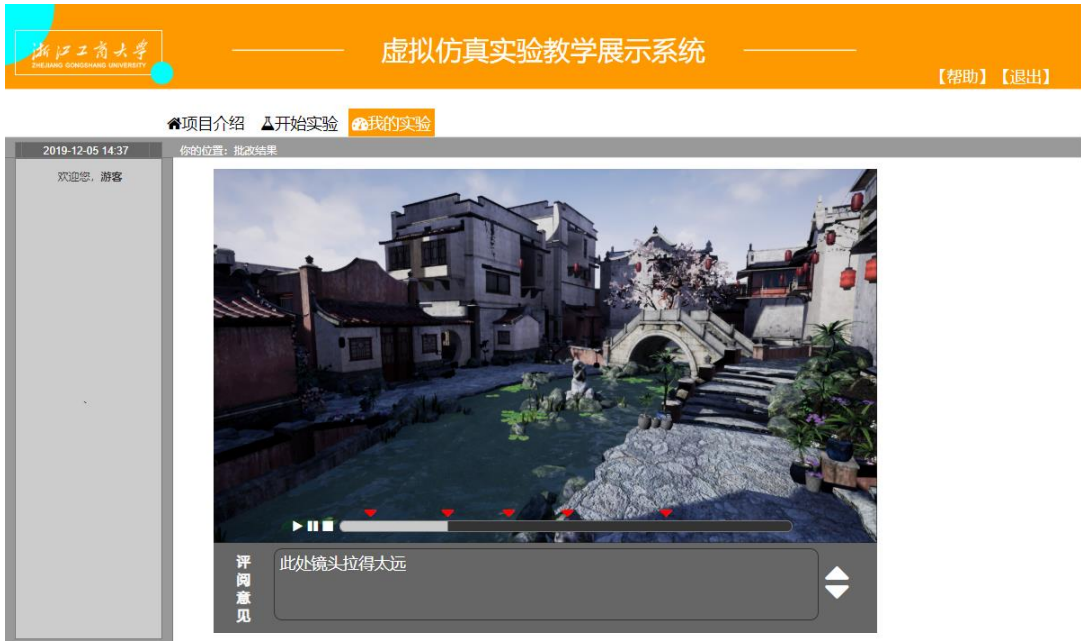 浙江工商大学
ZHEJIANG GONGSHANG UNIVERSITY
虚拟仿真实验教学展示系统
【帮助】【退出】
项目介绍 开始实验 我的实验
2019-12-05 14:37
你的位置：批改结果
欢迎您，游客
评阅意见
此处镜头拉得太远